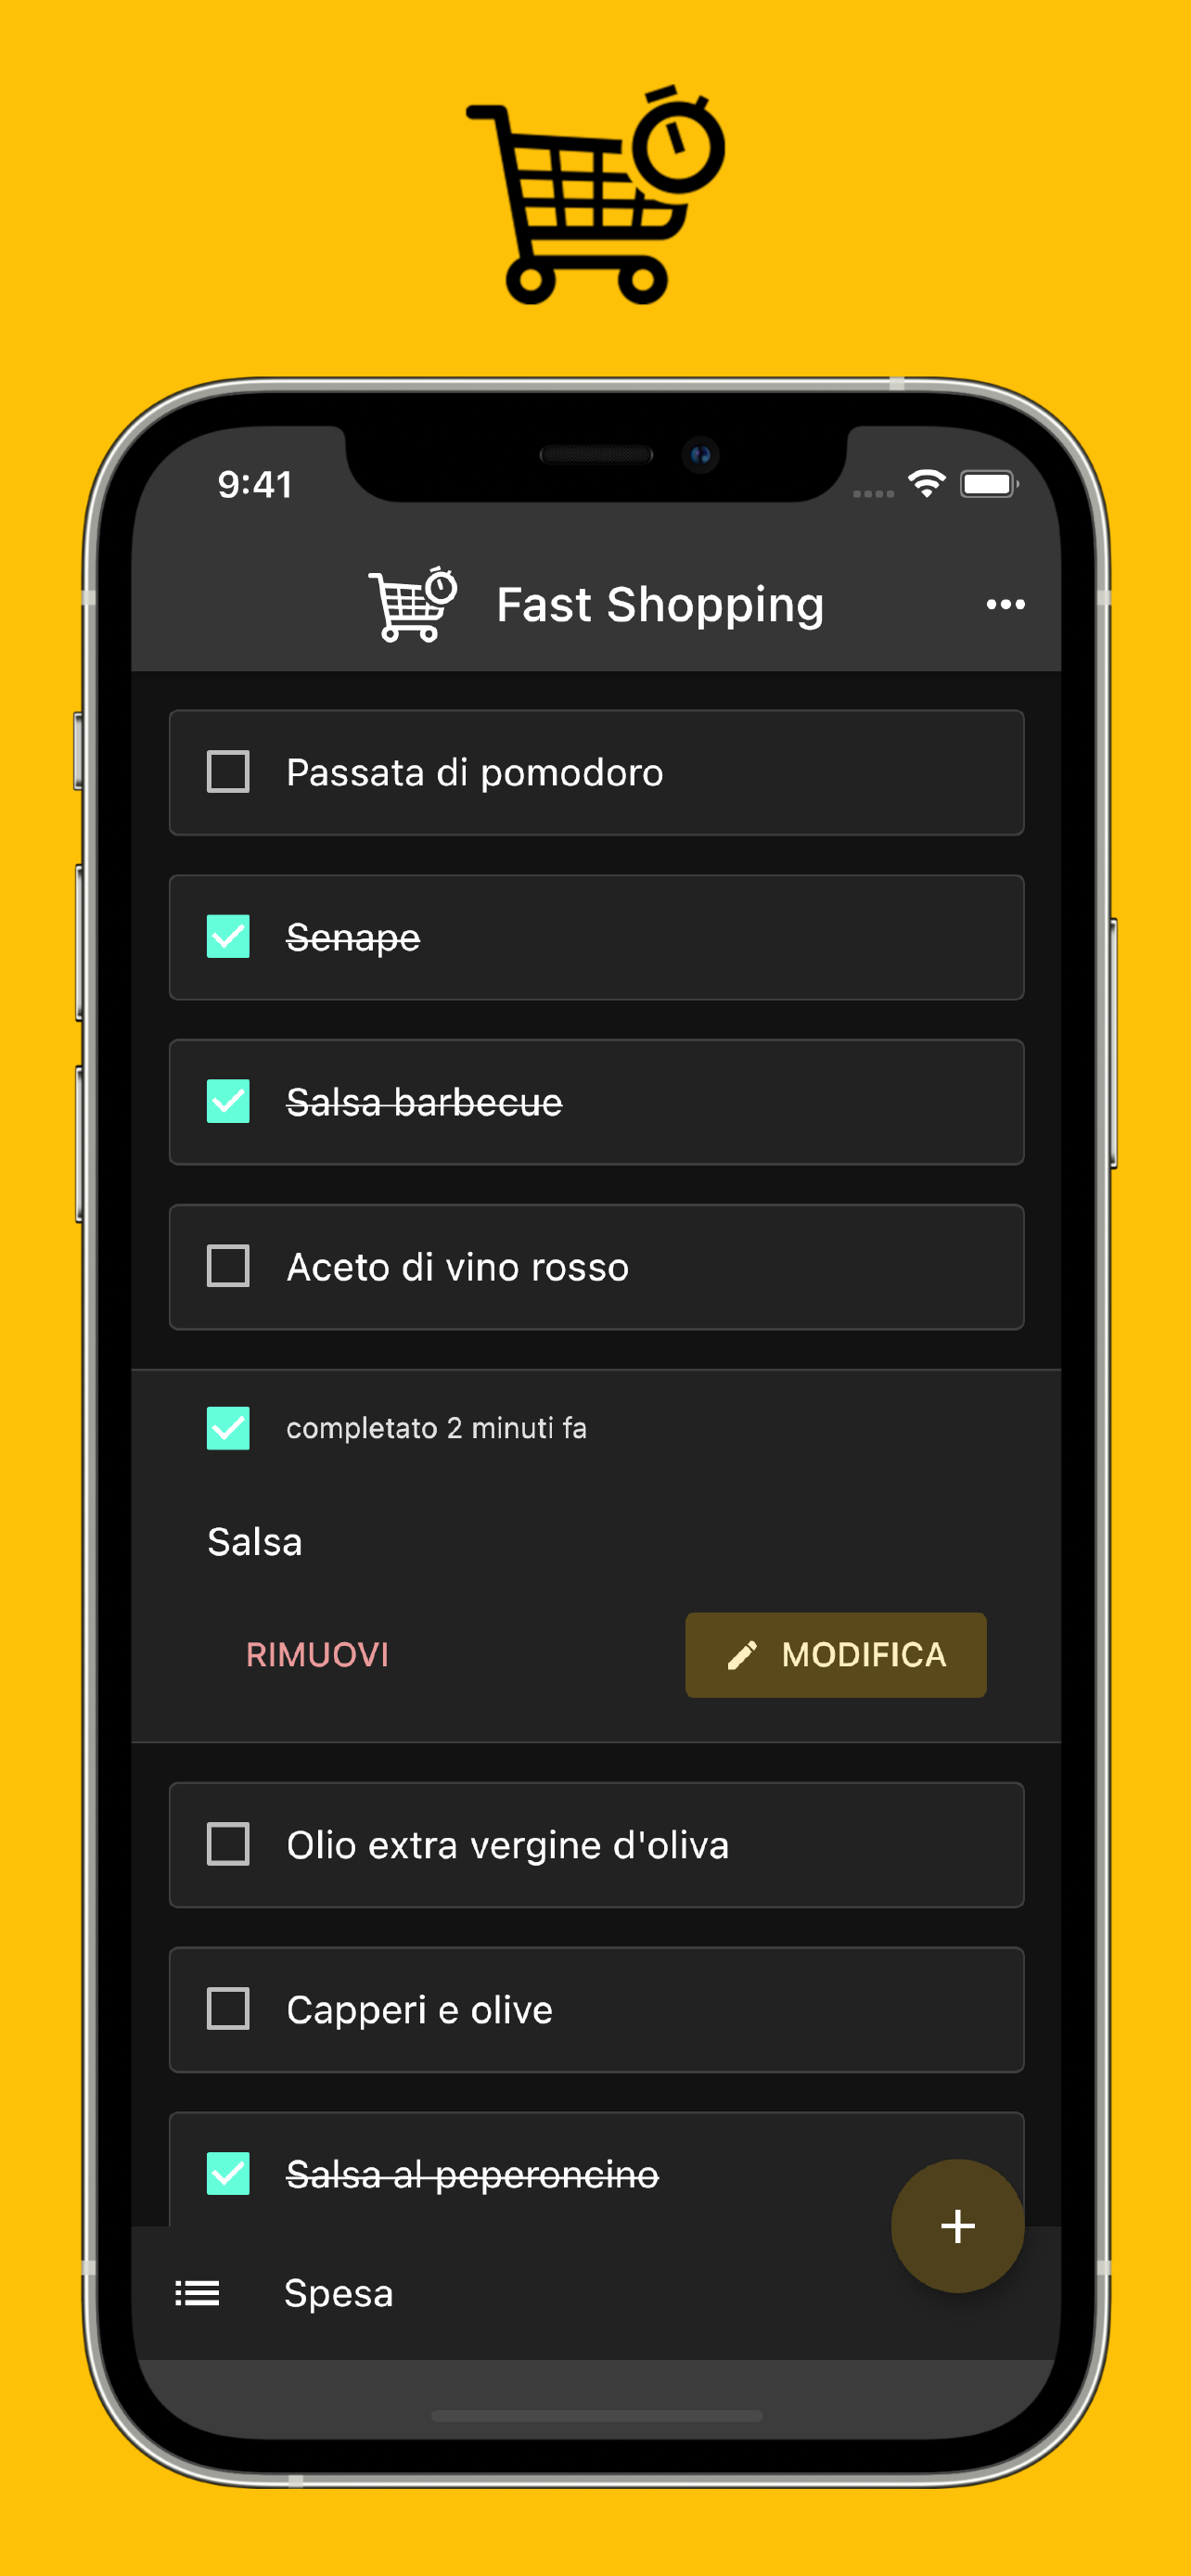 9:41
Fast Shopping
Passata di pomodoro
Senape
Salsa barbecue
Aceto di vino rosso
completato 2 minuti fa
Salsa
RIMUOVI
MODIFICA
Olio extra vergine d'oliva
Capperi e olive
Salsa al peperoncino
Spesa